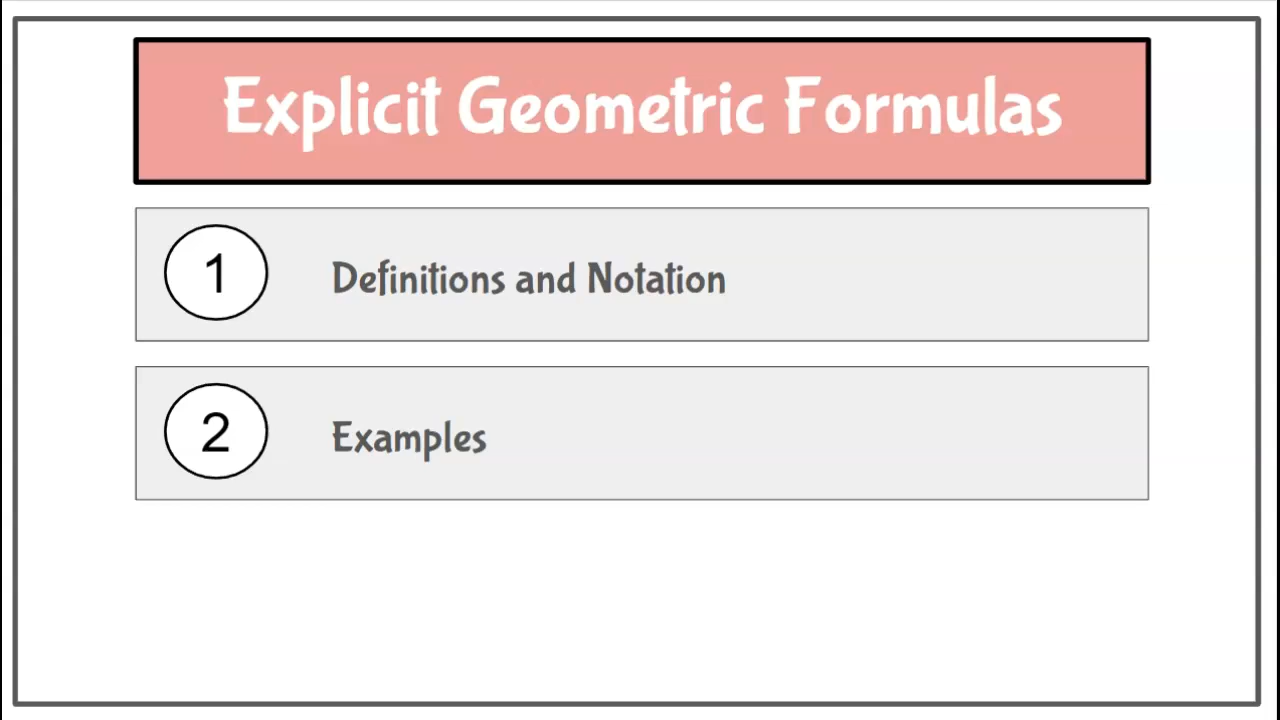 Explicit Geometric Formulas
1 Definitions and Notation
2 Examples